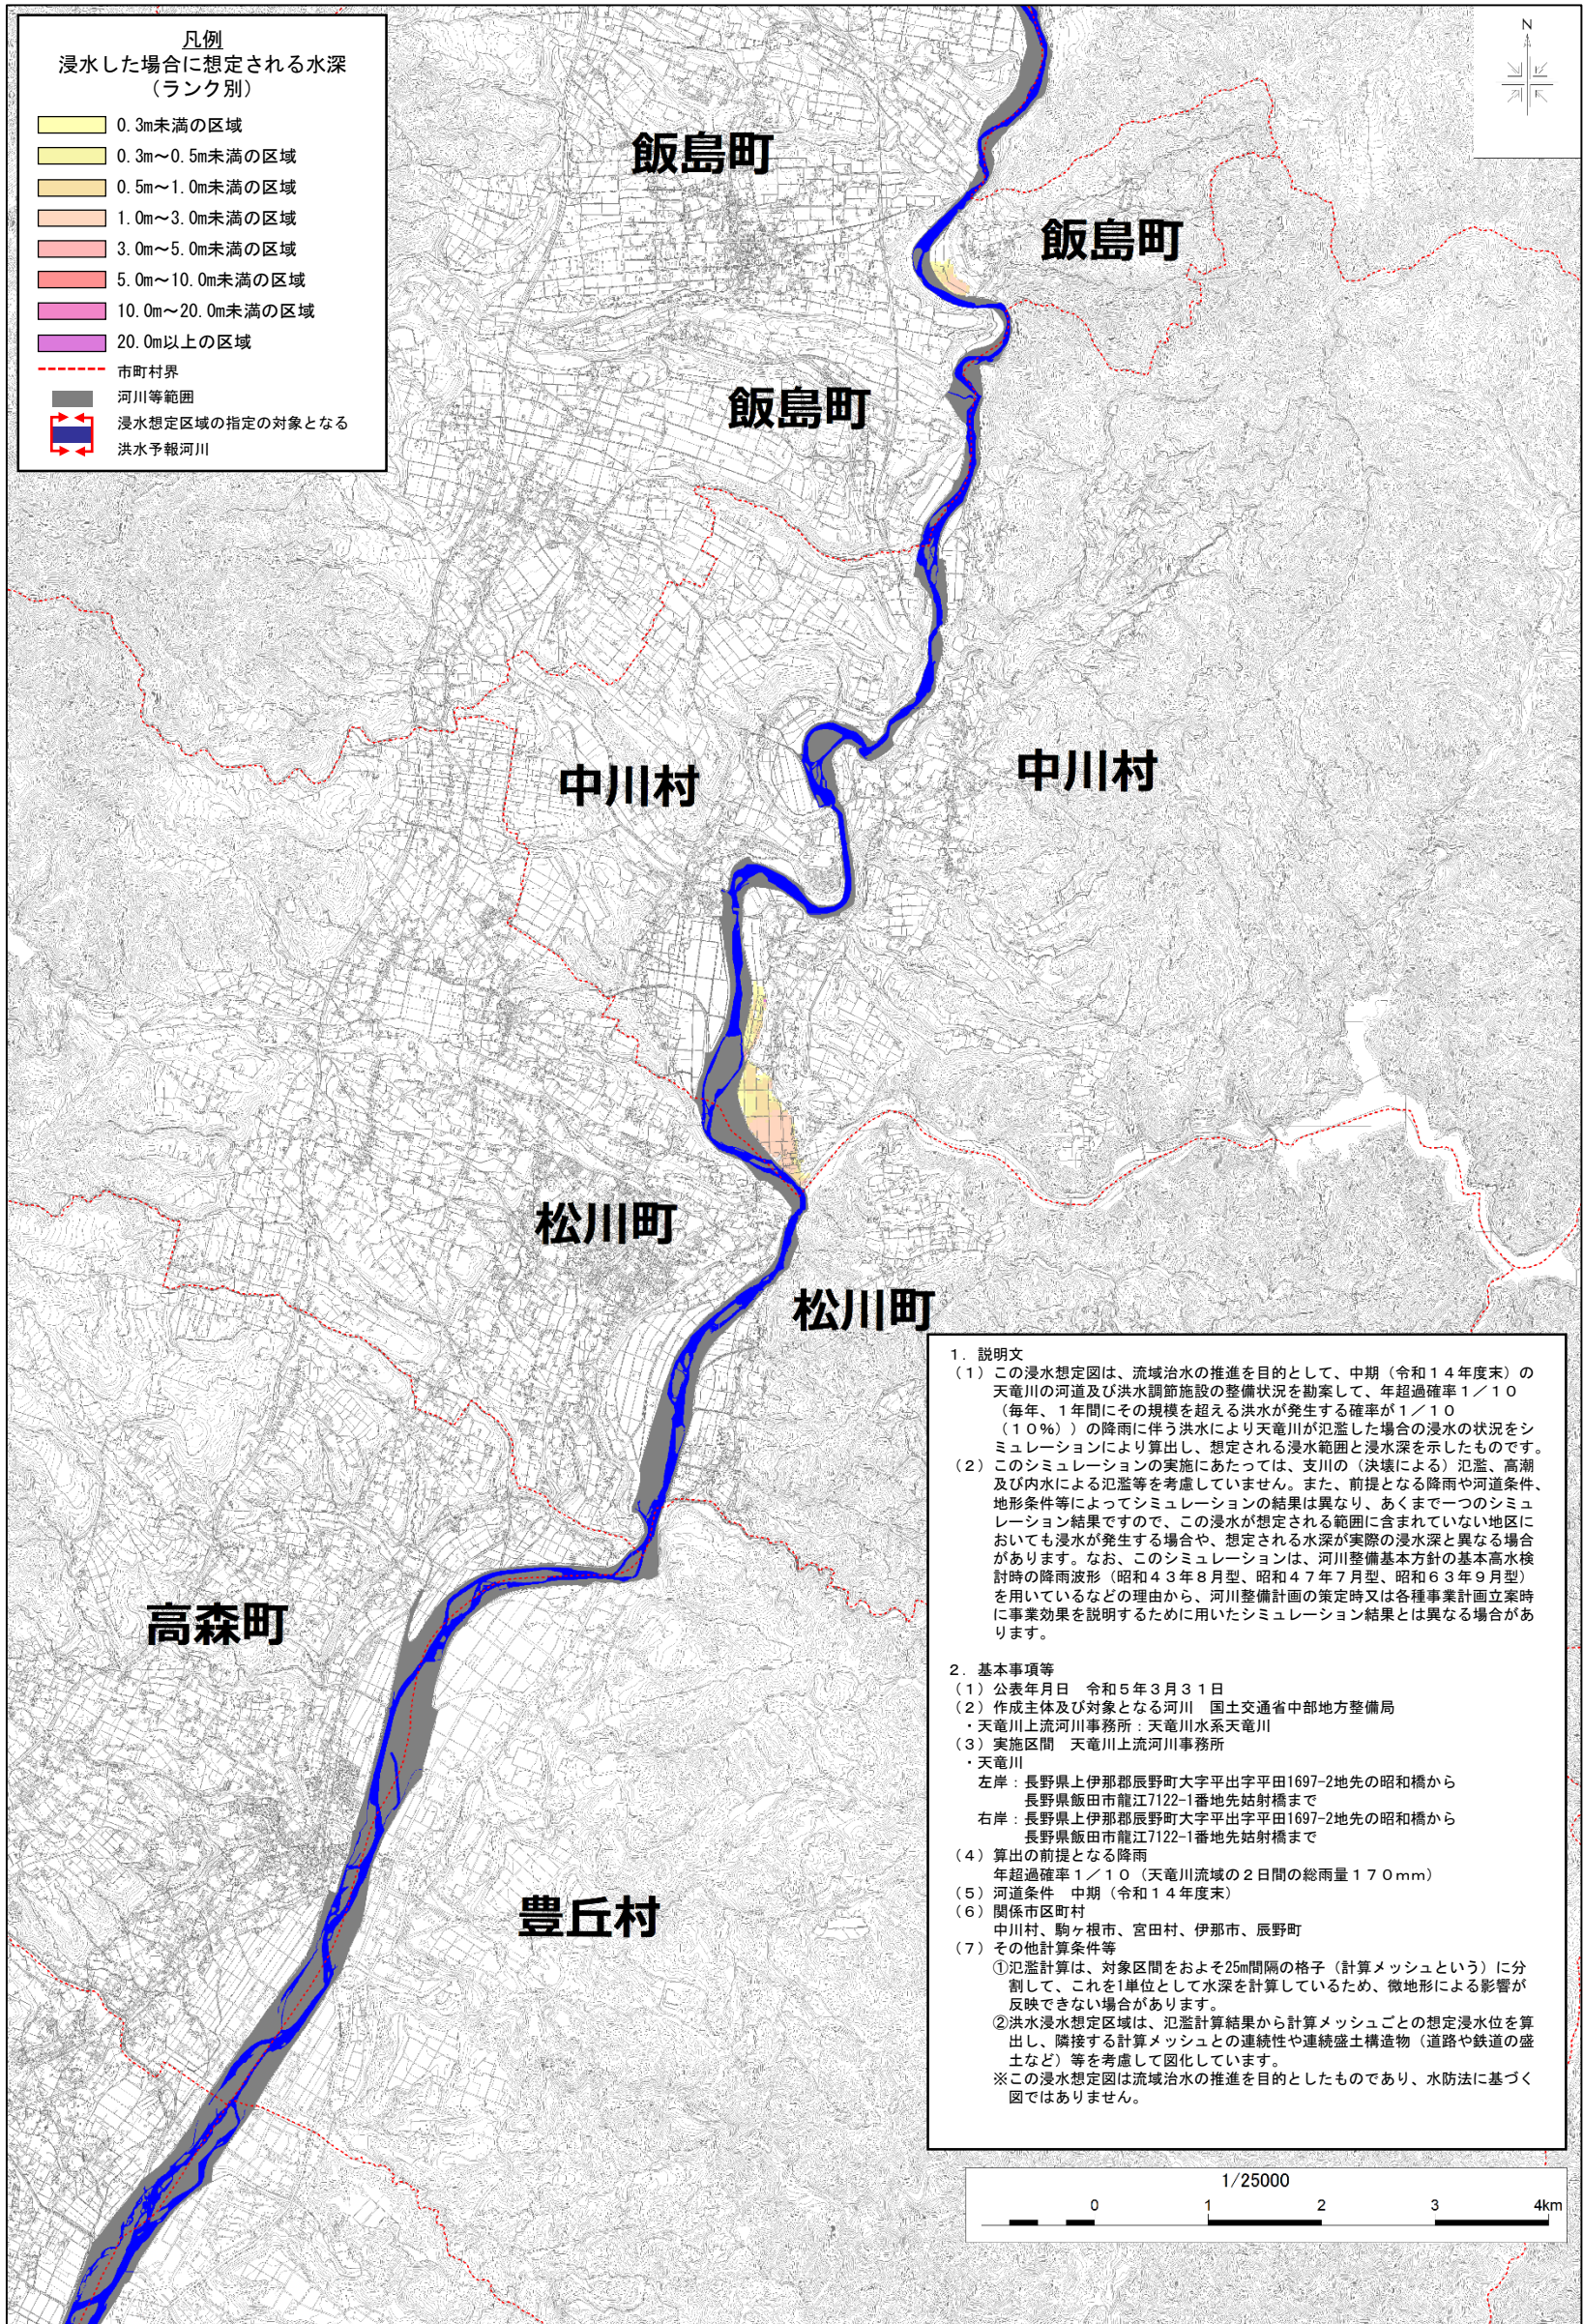 凡例
浸水した場合に想定される水深
（ランク別）
0.3m未満の区域
0.3m～0.5m未満の区域
0.5m～1.0m未満の区域
1.0m～3.0m未満の区域
3.0m～5.0m未満の区域
5.0m～10.0m未満の区域
10.0m～20.0m未満の区域
20.0m以上の区域
市町村界
河川等範囲
浸水想定区域の指定の対象となる
洪水予報河川
N
飯島町
飯島町
飯島町
中川村
中川村
松川町
松川町
高森町
豊丘村
1．説明文
（1）この浸水想定図は、流域治水の推進を目的として、中期（令和１４年度末）の
天竜川の河道及び洪水調節施設の整備状況を勘案して、年超過確率１／１０
（毎年、１年間にその規模を超える洪水が発生する確率が１／１０
（１０％））の降雨に伴う洪水により天竜川が氾濫した場合の浸水の状況をシ
ミュレーションにより算出し、想定される浸水範囲と浸水深を示したものです。
（2）このシミュレーションの実施にあたっては、支川の（決壊による）氾濫、高潮
及び内水による氾濫等を考慮していません。また、前提となる降雨や河道条件、
地形条件等によってシミュレーションの結果は異なり、あくまで一つのシミュ
レーション結果ですので、この浸水が想定される範囲に含まれていない地区に
おいても浸水が発生する場合や、想定される水深が実際の浸水深と異なる場合
があります。なお、このシミュレーションは、河川整備基本方針の基本高水検
討時の降雨波形（昭和４３年８月型、昭和４７年７月型、昭和６３年９月型）
を用いているなどの理由から、河川整備計画の策定時又は各種事業計画立案時
に事業効果を説明するために用いたシミュレーション結果とは異なる場合があ
ります。
2．基本事項等
（1）公表年月日　令和５年３月３１日
（2）作成主体及び対象となる河川　国土交通省中部地方整備局
・天竜川上流河川事務所：天竜川水系天竜川
（3）実施区間　天竜川上流河川事務所
・天竜川
左岸：長野県上伊那郡辰野町大字平出字平田1697-2地先の昭和橋から
長野県飯田市龍江7122-1番地先姑射橋まで
右岸：長野県上伊那郡辰野町大字平出字平田1697-2地先の昭和橋から
長野県飯田市龍江7122-1番地先姑射橋まで
（4）算出の前提となる降雨
年超過確率１／１０（天竜川流域の２日間の総雨量１７０mm）
（5）河道条件　中期（令和１４年度末）
（6）関係市区町村
中川村、駒ヶ根市、宮田村、伊那市、辰野町
（7）その他計算条件等
①氾濫計算は、対象区間をおよそ25m間隔の格子（計算メッシュという）に分
割して、これを1単位として水深を計算しているため、微地形による影響が
反映できない場合があります。
②洪水浸水想定区域は、氾濫計算結果から計算メッシュごとの想定浸水位を算
出し、隣接する計算メッシュとの連続性や連続盛土構造物（道路や鉄道の盛
土など）等を考慮して図化しています。
※この浸水想定図は流域治水の推進を目的としたものであり、水防法に基づく
図ではありません。
1/25000
0 1 2 3 4km